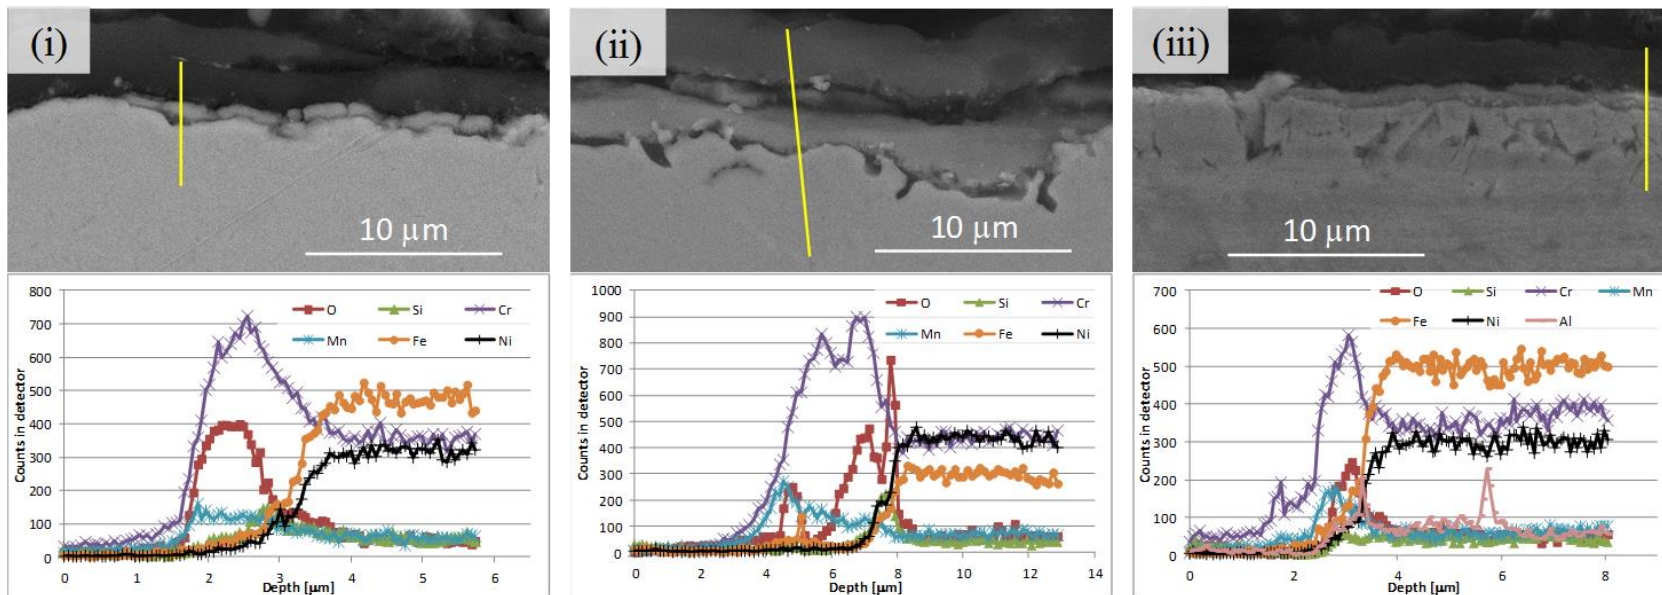 (i)
10 μm
(ii)
10 μm
(iii)
10 μm
800
700
600
500
400
300
200
100
0
Counts in detector
O Si Cr
Mn Fe Ni
0 1 2 3 4 5 6
Depth [μm]
1000
900
800
700
600
500
400
300
200
100
0
Counts in detector
O Si Cr
Mn Fe Ni
0 2 4 6 8 10 12 14
Depth [μm]
700
600
500
400
300
200
100
0
Counts in detector
O Si Cr Mn
Fe Ni Al
0 2 4 6 8
Depth [μm]